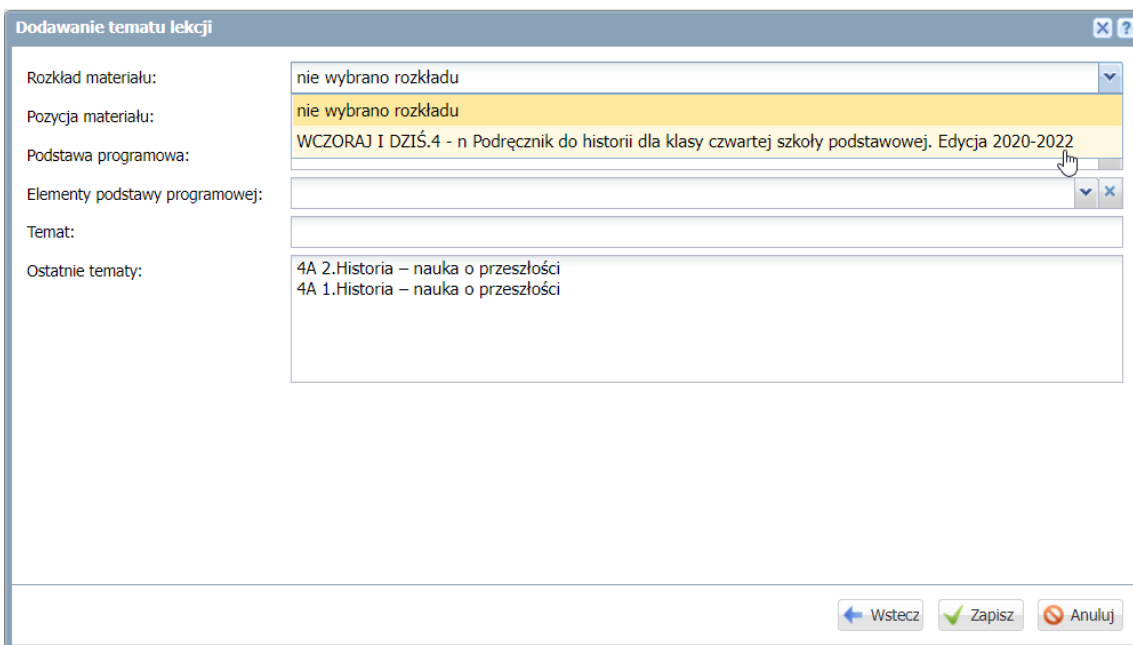 Dodawanie tematu lekcji
Rozkład materiału:
nie wybrano rozkładu
nie wybrano rozkładu
Pozycja materiału:
WCZORAJ I DZIŚ.4 - n Podręcznik do historii dla klasy czwartej szkoły podstawowej. Edycja 2020-2022
Podstawa programowa:
Elementy podstawy programowej:
Temat:
Ostatnie tematy:
4A 2.Historia – nauka o przeszłości
4A 1.Historia – nauka o przeszłości
Wstecz
Zapisz
Anuluj